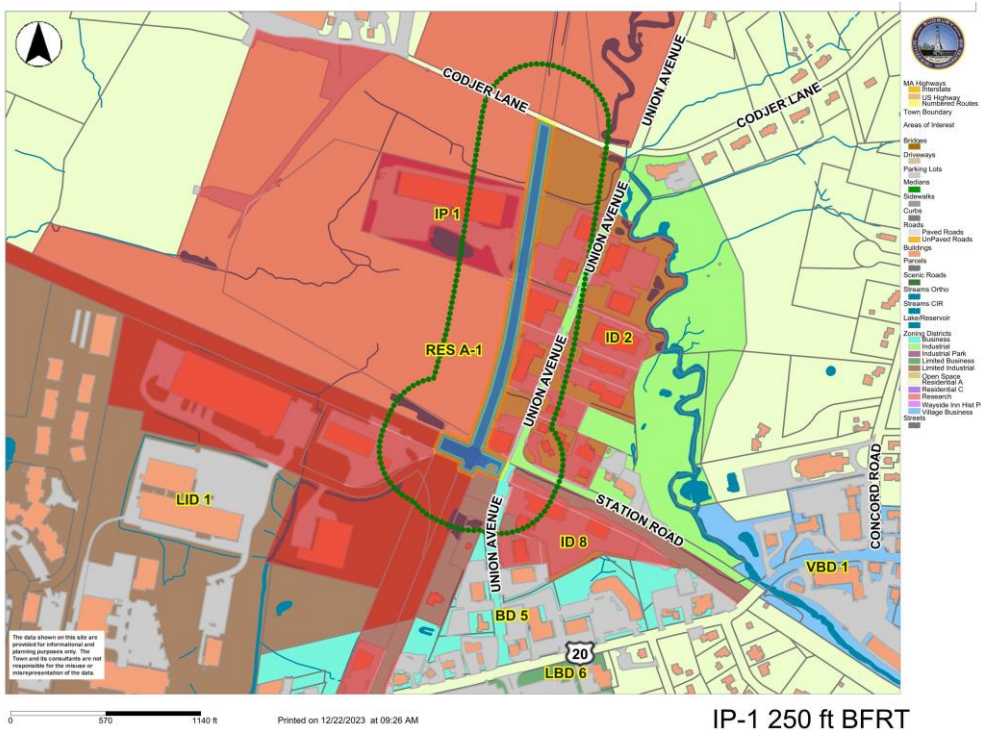 CODJER LANE
UNION AVENUE
CODJER LANE
IP 1
UNION AVENUE
RES A-1
ID 2
UNION AVENUE
LID 1
UNION AVENUE
STATION ROAD
CONCORD ROAD
ID 8
VBD 1
BD 5
20
LBD 6
MA Highways
Interstate
US Highway
Numbered Routes
Town Boundary
Areas of Interest
Bridges
Driveways
Parking Lots
Medians
Sidewalks
Curbs
Roads
Paved Roads
UnPaved Roads
Buildings
Parcels
Scenic Roads
Streams Ortho
Streams CIR
Lake/Reservoir
Zoning Districts
Business
Industrial
Industrial Park
Limited Business
Limited Industrial
Open Space
Residential A
Residential C
Research
Wayside Inn Hist P
Village Business
Streets
The data shown on this site are
provided for informational and
planning purposes only. The
Town and its consultants are not
responsible for the misuse or
misrepresentation of the data.
0 570 1140 ft
Printed on 12/22/2023 at 09:26 AM
IP-1 250 ft BFRT